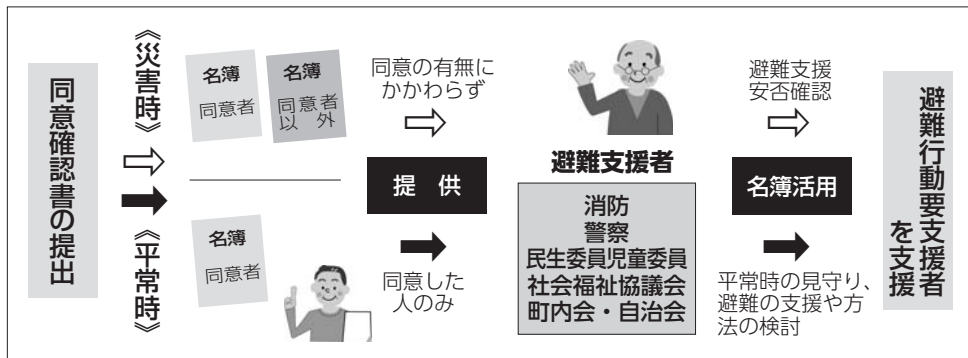 同意確認書の提出
《災害時》
《平常時》
名簿
同意者
名簿
同意者
以外
名簿
同意者
同意の有無に
かかわらず
提供
同意した
人のみ
避難支援者
消防
警察
民生委員児童委員
社会福祉協議会
町内会・自治会
避難支援
安否確認
名簿活用
平常時の見守り、
避難の支援や方
法の検討
避難行動要支援者
を支援